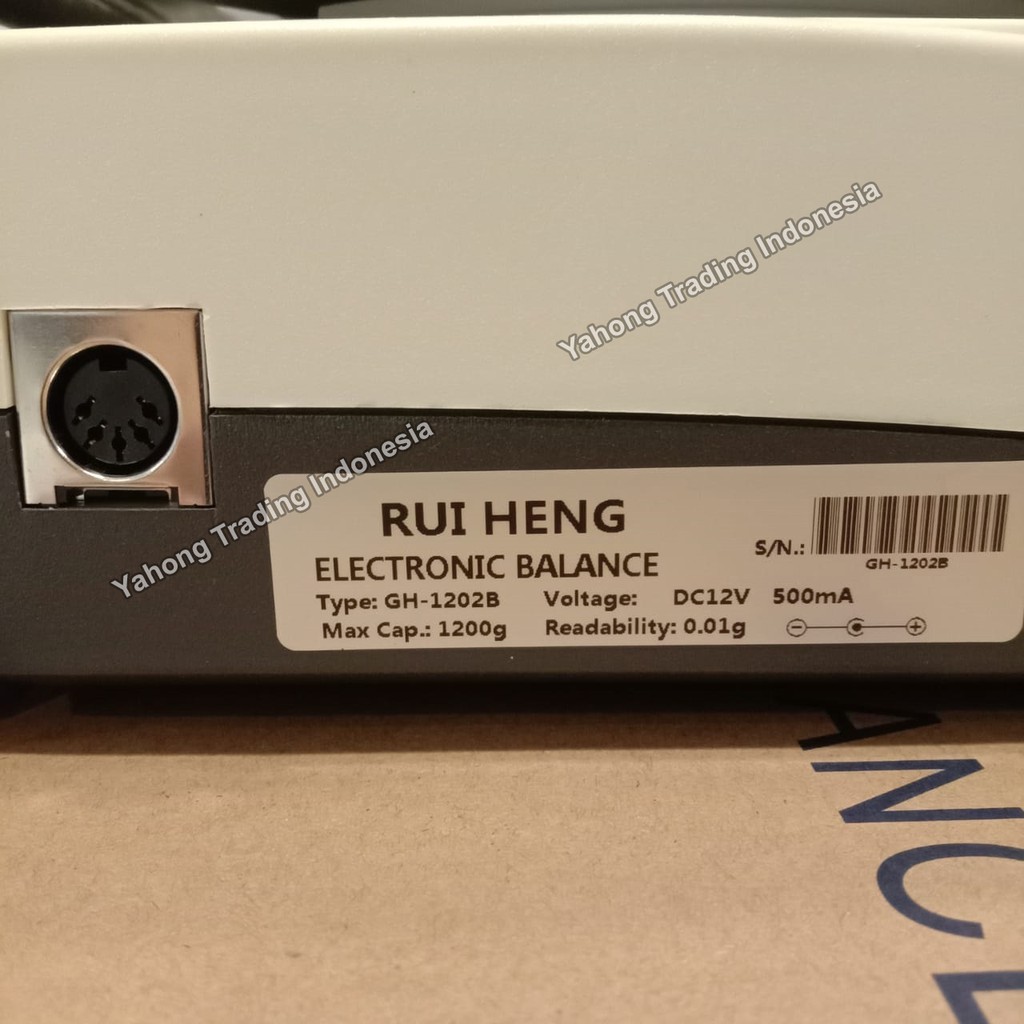 Yahong Trading Indonesia
Yahong Trading Indonesia
RUI HENG
ELECTRONIC BALANCE
S/N.:
GH-1202B
Type: GH-1202B Voltage: DC12V 500mA
Max Cap.: 1200g Readability: 0.01g
ANCE